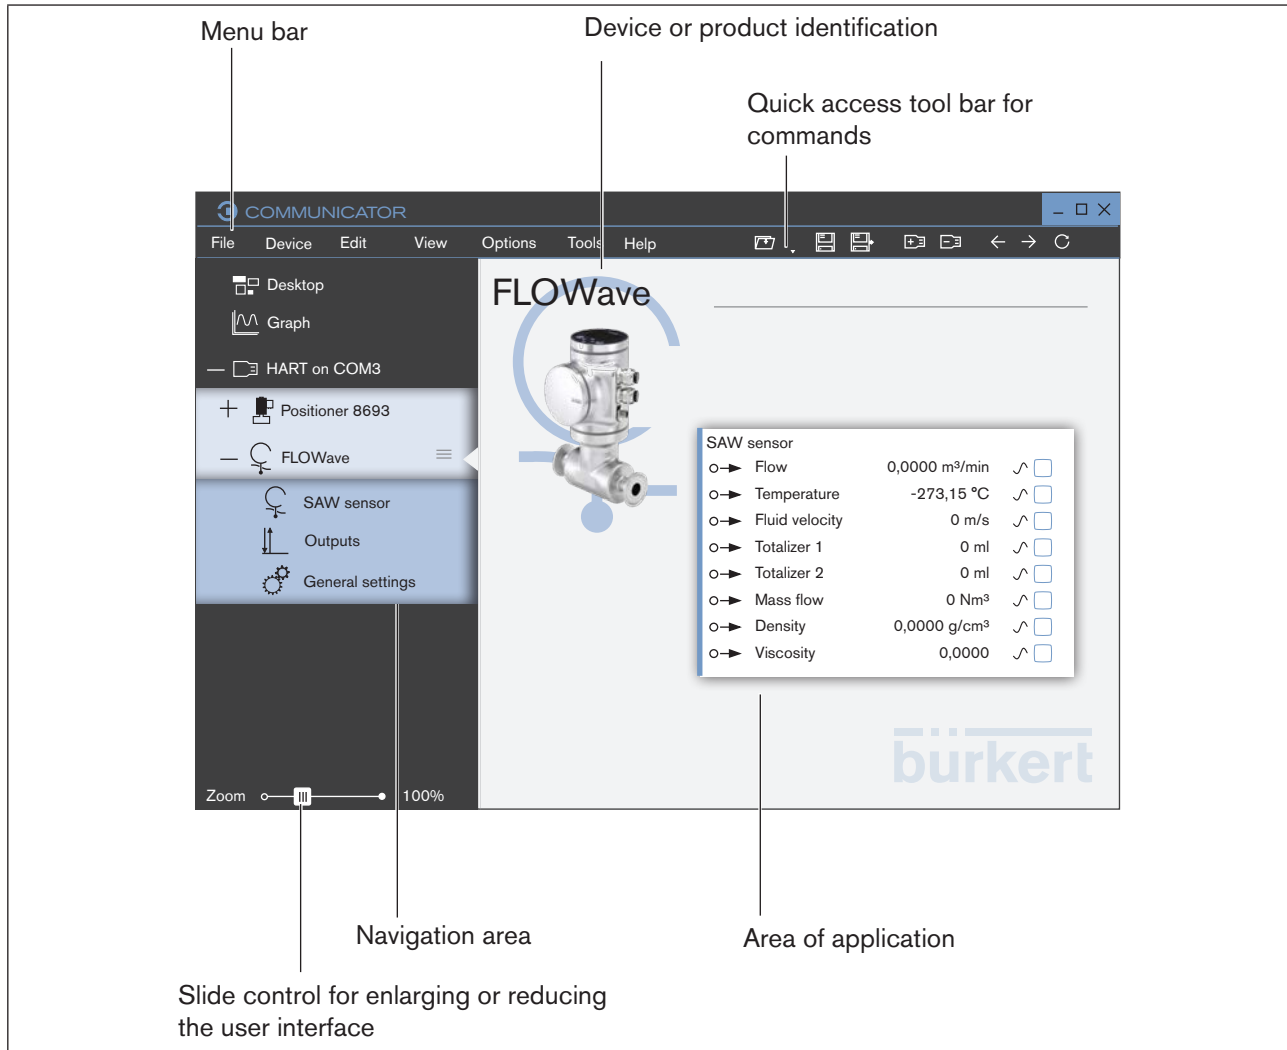 Menu bar
Device or product identification
Quick access tool bar for
commands
COMMUNICATOR
File Device Edit View Options Tools Help
Desktop
Graph
HART on COM3
Positioner 8693
FLOWave
SAW sensor
Outputs
General settings
Zoom 100%
FLOWave
SAW sensor
Flow 0,0000 m³/min
Temperature -273,15 °C
Fluid velocity 0 m/s
Totalizer 1 0 ml
Totalizer 2 0 ml
Mass flow 0 Nm³
Density 0,0000 g/cm³
Viscosity 0,0000
bürkert
Navigation area
Area of application
Slide control for enlarging or reducing
the user interface